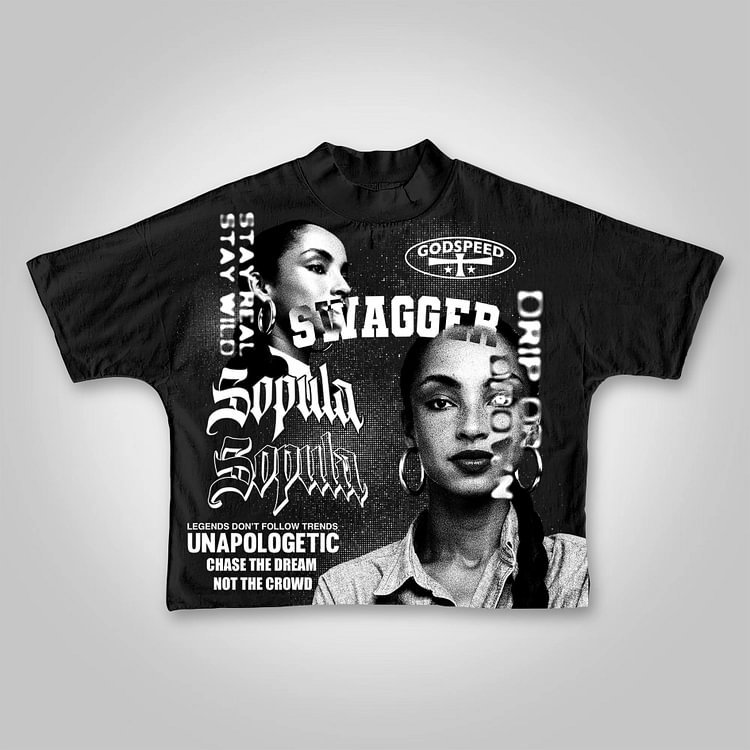 STAY REAL
STAY WILD
GODSPEED
SWAGGER
DRIP OR
DROWN
Sopula
Sopula
LEGENDS DON'T FOLLOW TRENDS
UNAPOLOGETIC
CHASE THE DREAM
NOT THE CROWD